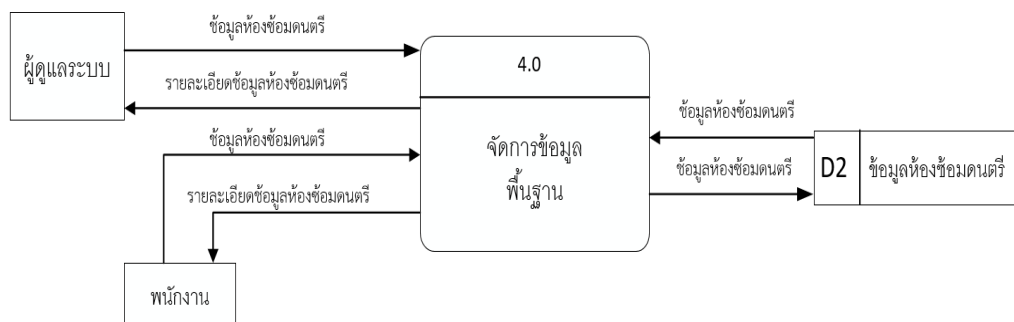 ช้อมูลห้องซ้อมดนตรี
ผู้ดูแลระบบ
4.0
รายละเอียดช้อมูลห้องซ้อมดนตรี
ช้อมูลห้องซ้อมดนตรี
ช้อมูลห้องซ้อมดนตรี
จัดการข้อมูล
พื้นฐาน
D2
ข้อมูลห้องซ้อมดนตรี
ช้อมูลห้องซ้อมดนตรี
รายละเอียดช้อมูลห้องซ้อมดนตรี
พนักงาน